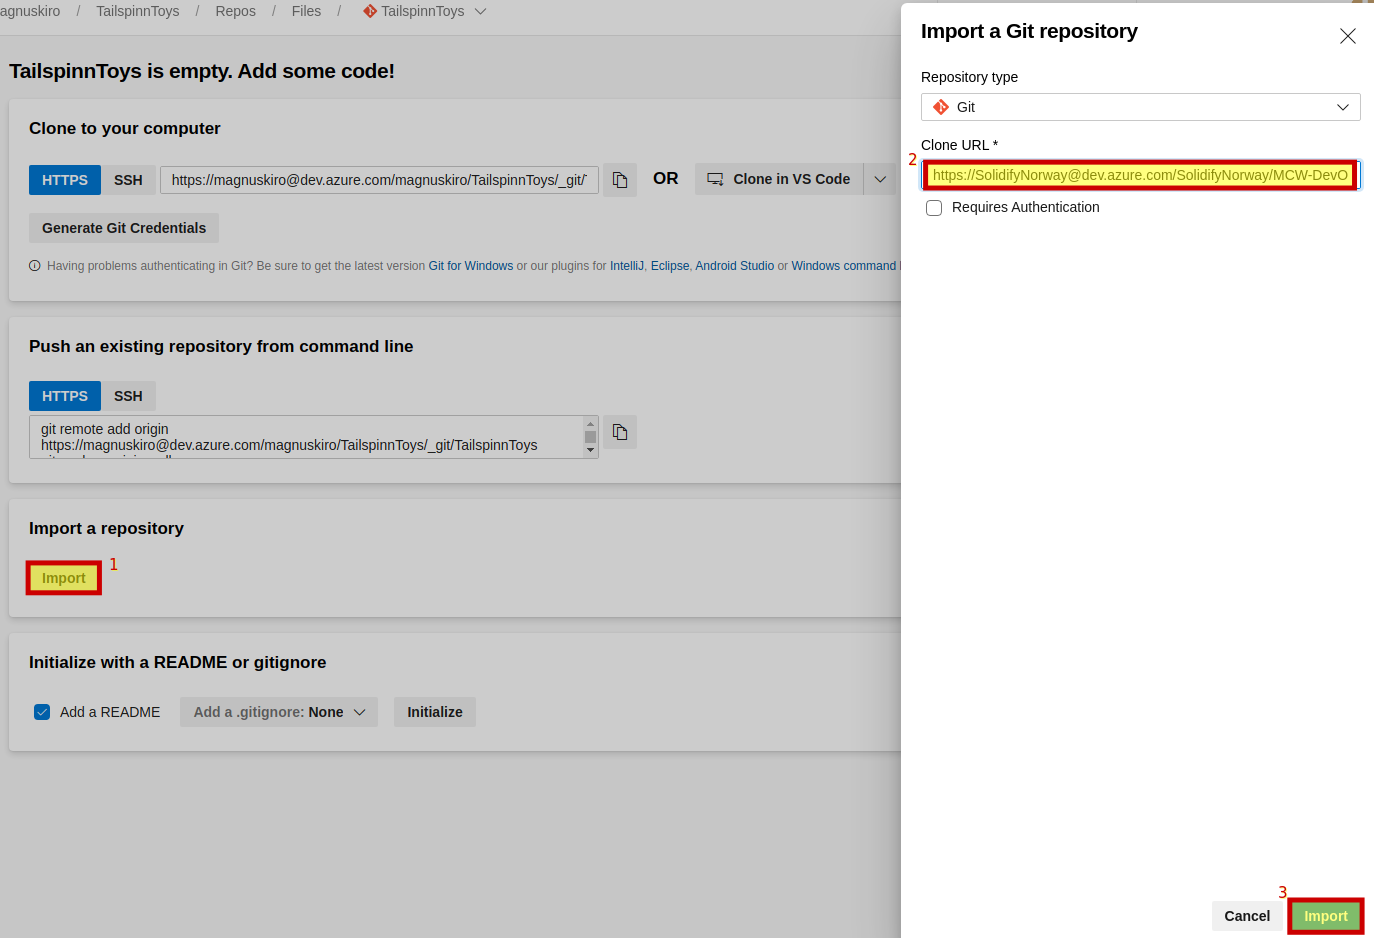 agnuskiro / TailspinnToys / Repos / Files / TailspinnToys
TailspinnToys is empty. Add some code!
Clone to your computer
HTTPS SSH https://magnuskiro@dev.azure.com/magnuskiro/TailspinnToys/_git/ OR Clone in VS Code
Generate Git Credentials
Having problems authenticating in Git? Be sure to get the latest version Git for Windows or our plugins for IntelliJ, Eclipse, Android Studio or Windows command
Push an existing repository from command line
HTTPS SSH
git remote add origin
https://magnuskiro@dev.azure.com/magnuskiro/TailspinnToys/_git/TailspinnToys
Import a repository
Import 1
Initialize with a README or gitignore
Add a README Add a .gitignore: None Initialize
Import a Git repository
Repository type
Git
Clone URL *
2 https://SolidifyNorway@dev.azure.com/SolidifyNorway/MCW-DevO
Requires Authentication
3
Cancel Import